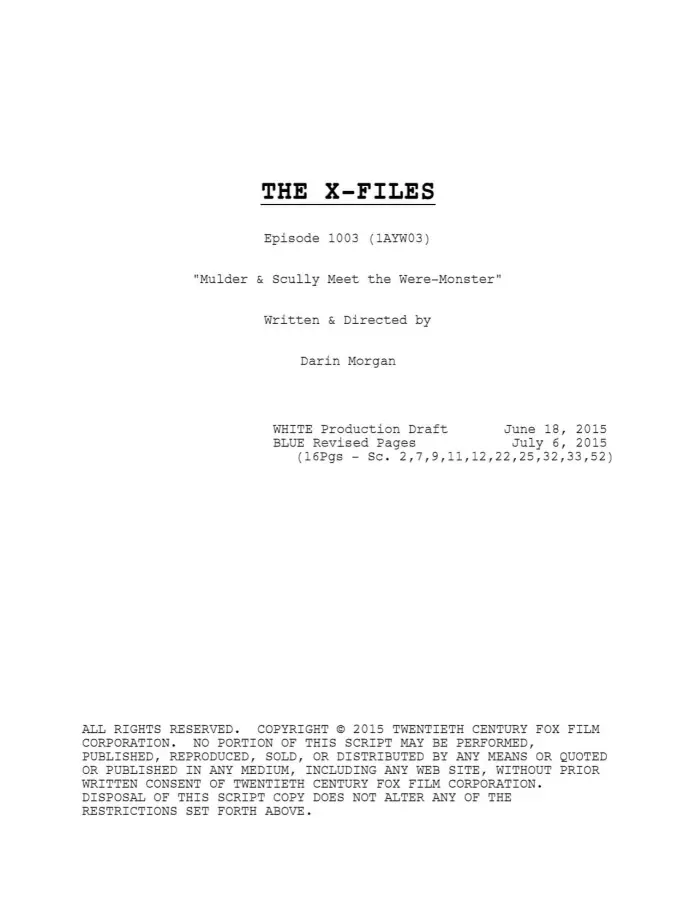 THE X-FILES
Episode 1003 (1AYW03)
"Mulder & Scully Meet the Were-Monster"
Written & Directed by
Darin Morgan
WHITE Production Draft June 18, 2015
BLUE Revised Pages July 6, 2015
(16Pgs - Sc. 2,7,9,11,12,22,25,32,33,52)
ALL RIGHTS RESERVED. COPYRIGHT © 2015 TWENTIETH CENTURY FOX FILM
CORPORATION. NO PORTION OF THIS SCRIPT MAY BE PERFORMED,
PUBLISHED, REPRODUCED, SOLD, OR DISTRIBUTED BY ANY MEANS OR QUOTED
OR PUBLISHED IN ANY MEDIUM, INCLUDING ANY WEB SITE, WITHOUT PRIOR
WRITTEN CONSENT OF TWENTIETH CENTURY FOX FILM CORPORATION.
DISPOSAL OF THIS SCRIPT COPY DOES NOT ALTER ANY OF THE
RESTRICTIONS SET FORTH ABOVE.